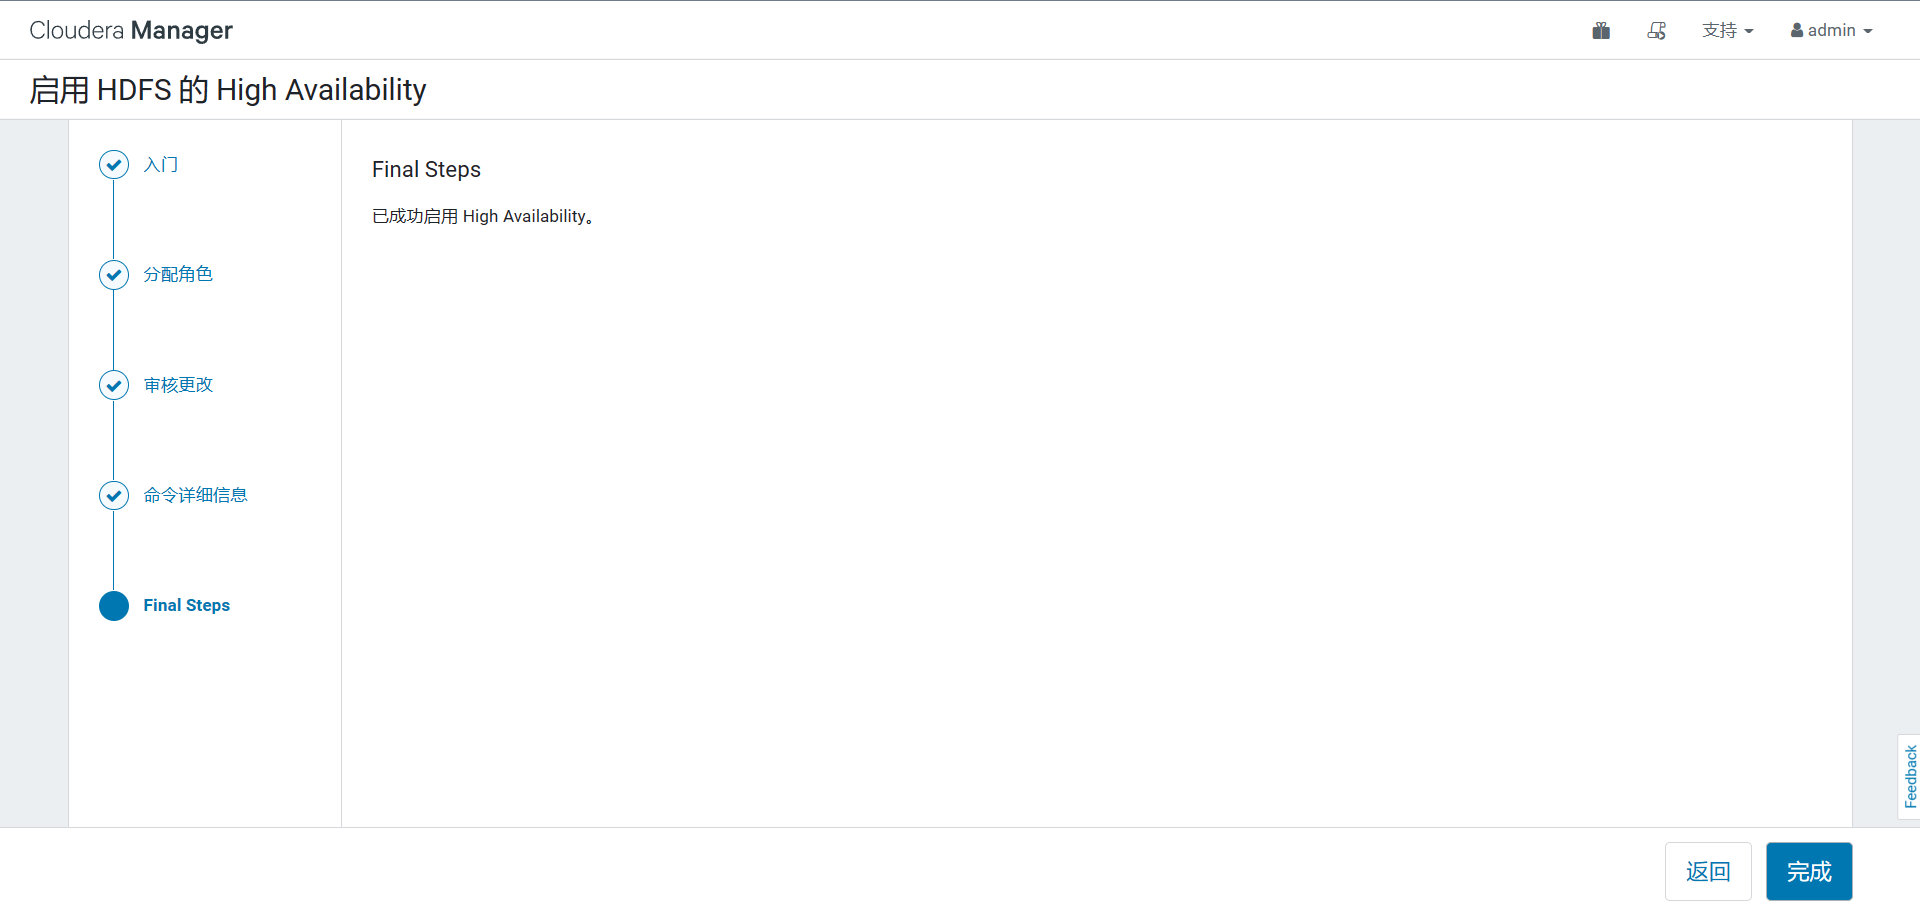 Cloudera Manager
支持
admin
启用 HDFS 的 High Availability
入门
分配角色
审核更改
命令详细信息
Final Steps
Final Steps
已成功启用 High Availability。
Feedback
返回
完成